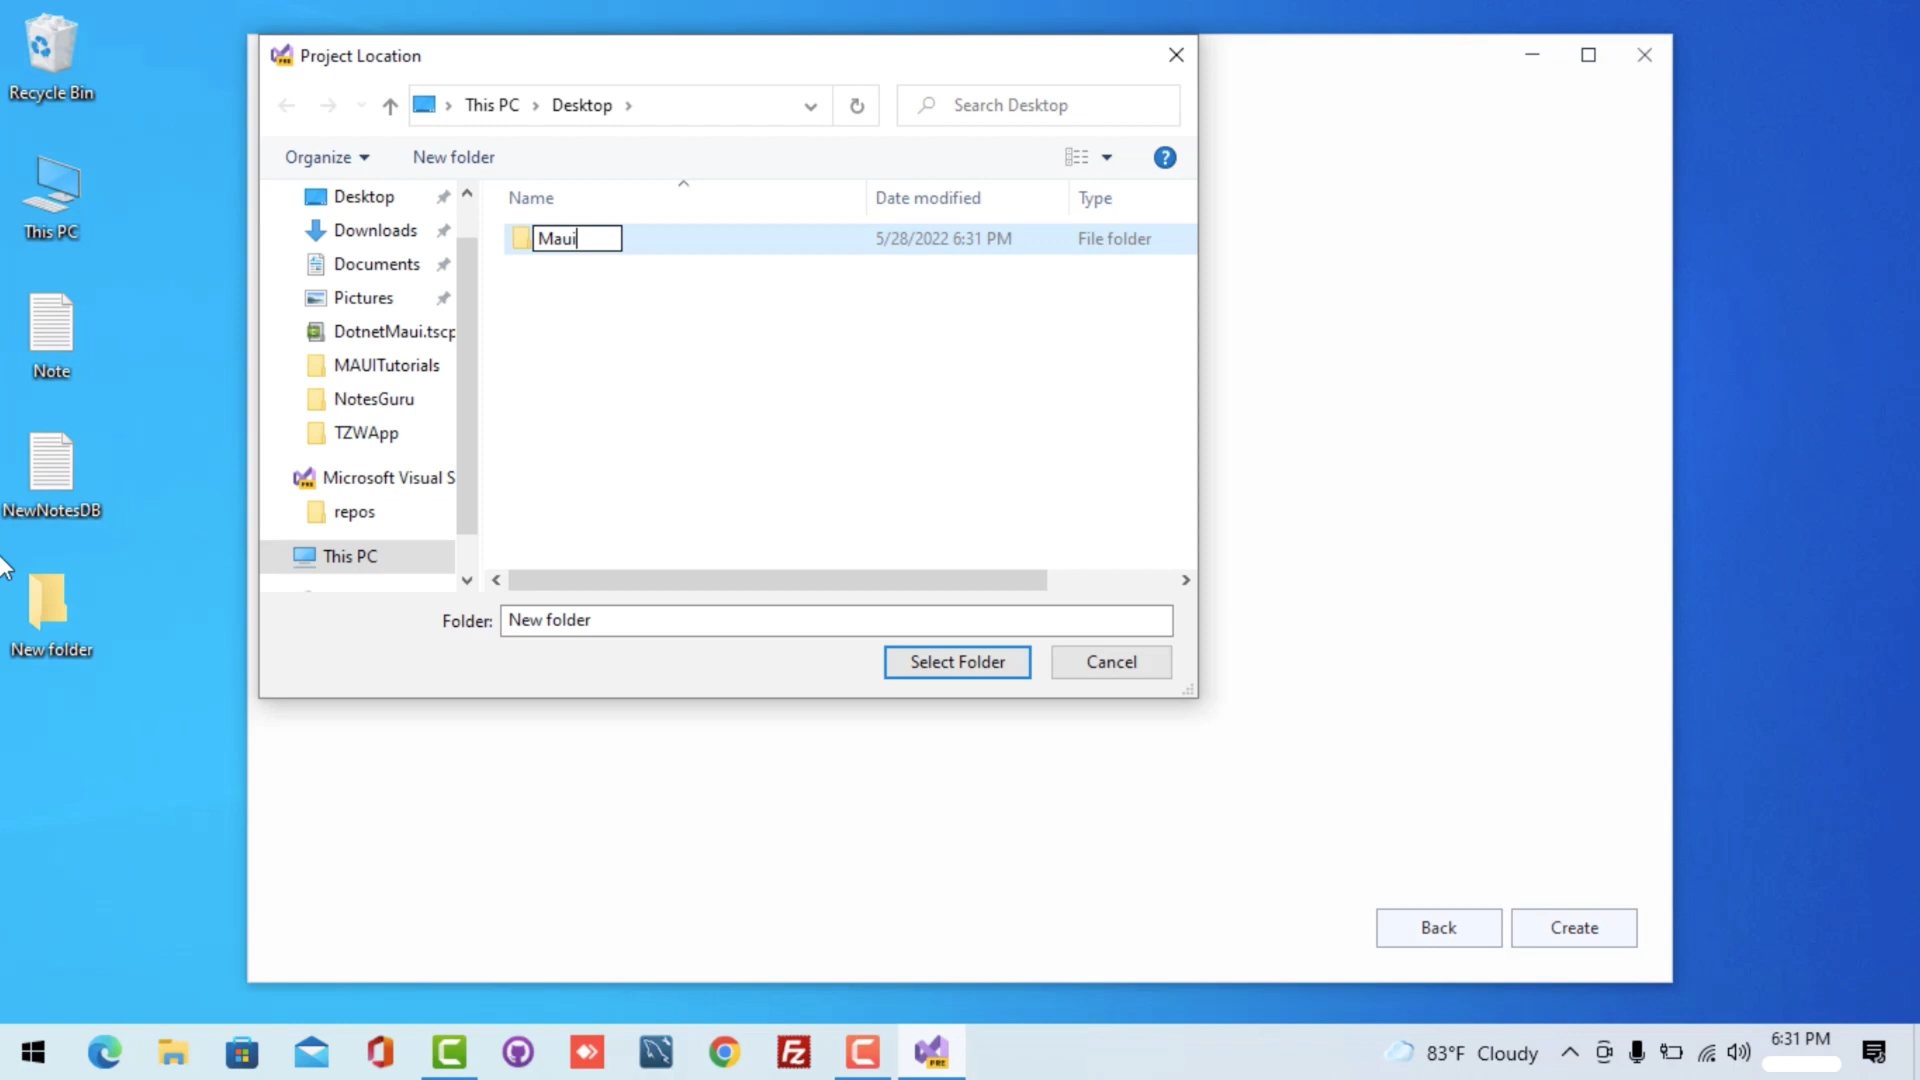 Recycle Bin
This PC
Note
NewNotesDB
New folder
Project Location
This PC
Desktop
Search Desktop
Organize
New folder
?
Name
Date modified
Type
Maui
5/28/2022 6:31 PM
File folder
Desktop
Downloads
Documents
Pictures
DotnetMaui.tscp
MAUITutorials
NotesGuru
TZWApp
Microsoft Visual S
repos
This PC
Folder:
New folder
Select Folder
Cancel
Back
Create
83°F Cloudy
6:31 PM